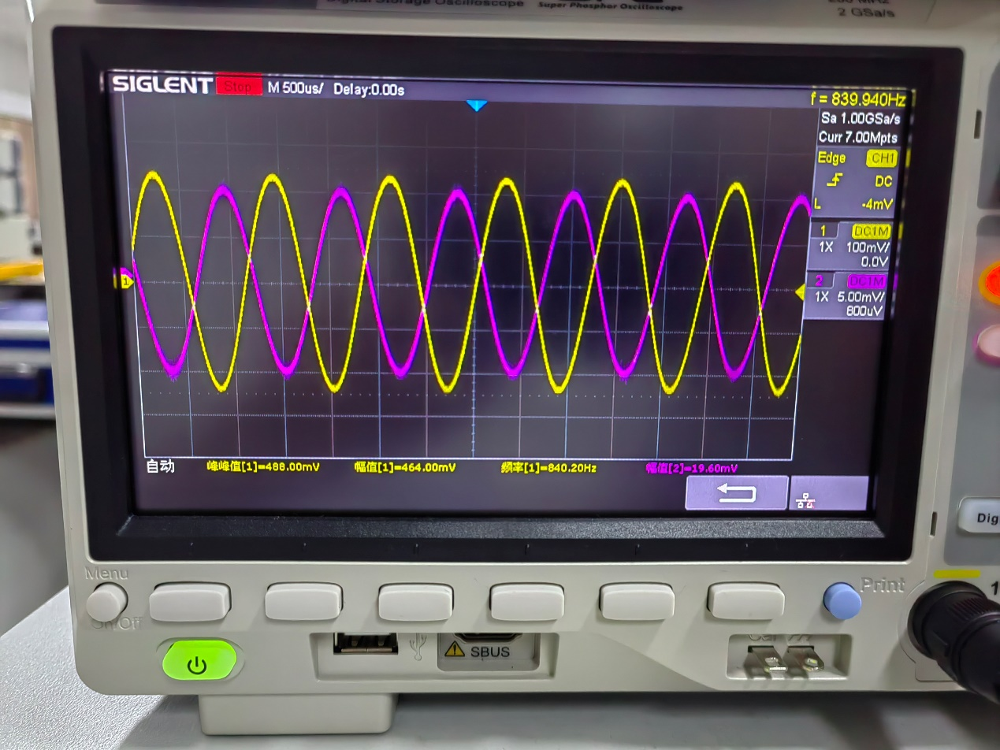 Digital Storage Oscilloscope
Super Phosphor Oscilloscope
2 GSa/s
SIGLENT Stop M 500us/ Delay:0.00s
f = 839.940Hz
Sa 1.00GSa/s
Curr 7.00Mpts
Edge CH1
DC
L -4mV
1 DC1M
1X 100mV/
0.0V
2 DC1M
1X 5.00mV/
800uV
1
自动 峰峰值[1]=488.00mV 幅值[1]=464.00mV 频率[1]=840.20Hz 幅值[2]=19.60mV
Menu
On/Off
Print
SBUS
Dig
1